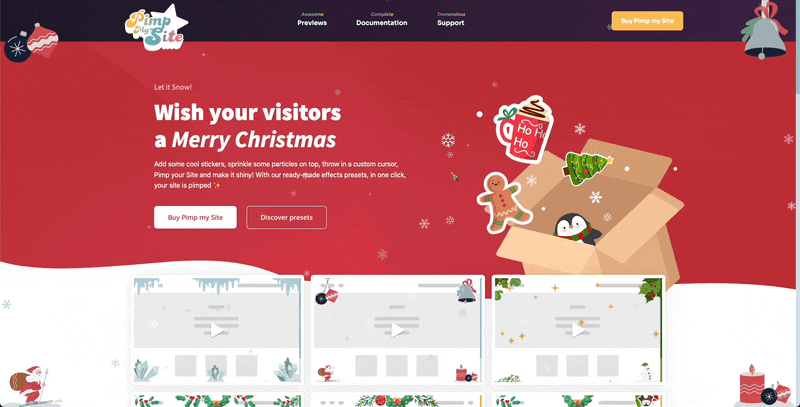 Pimp
My
Site
Awesome
Previews
Complete
Documentation
Tremendous
Support
Buy Pimp my Site
Let it Snow!
Wish your visitors
a Merry Christmas
Add some cool stickers, sprinkle some particles on top, throw in a custom cursor,
Pimp your Site and make it shiny! With our ready-made effects presets, in one click,
your site is pimped
Buy Pimp my Site
Discover presets
Ho Ho
Ho